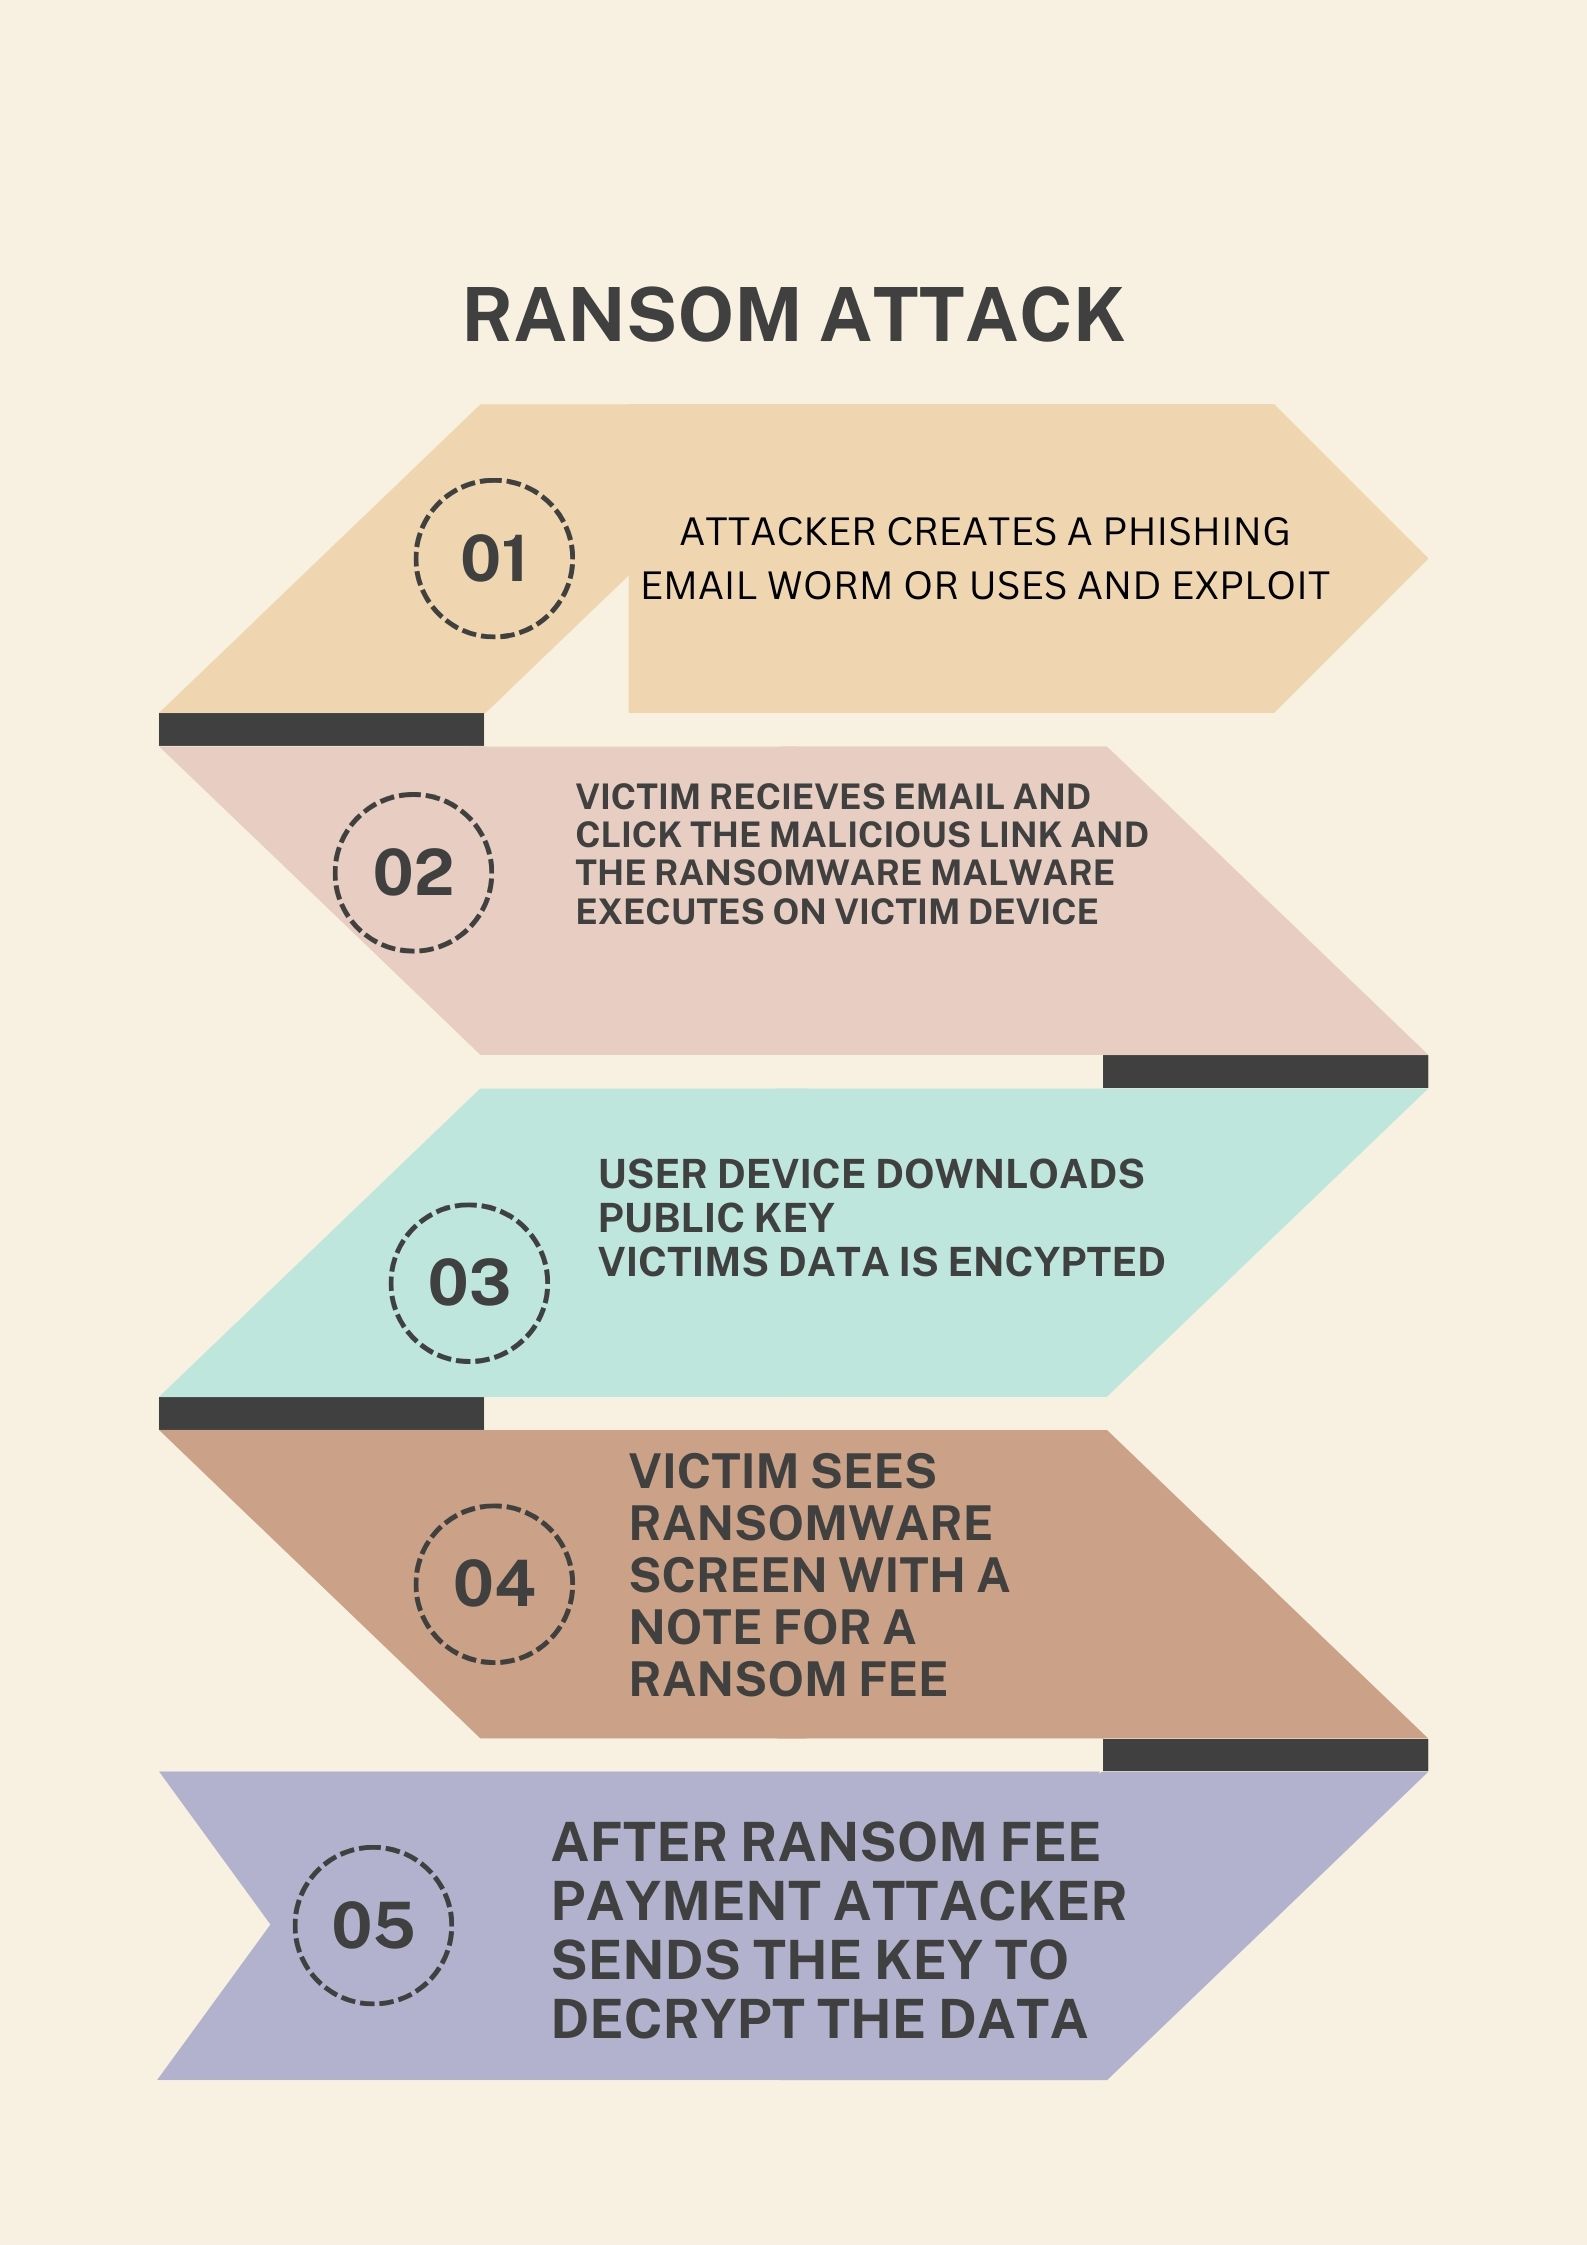 RANSOM ATTACK
01
ATTACKER CREATES A PHISHING
EMAIL WORM OR USES AND EXPLOIT
02
VICTIM RECIEVES EMAIL AND
CLICK THE MALICIOUS LINK AND
THE RANSOMWARE MALWARE
EXECUTES ON VICTIM DEVICE
03
USER DEVICE DOWNLOADS
PUBLIC KEY
VICTIMS DATA IS ENCYPTED
04
VICTIM SEES
RANSOMWARE
SCREEN WITH A
NOTE FOR A
RANSOM FEE
05
AFTER RANSOM FEE
PAYMENT ATTACKER
SENDS THE KEY TO
DECRYPT THE DATA